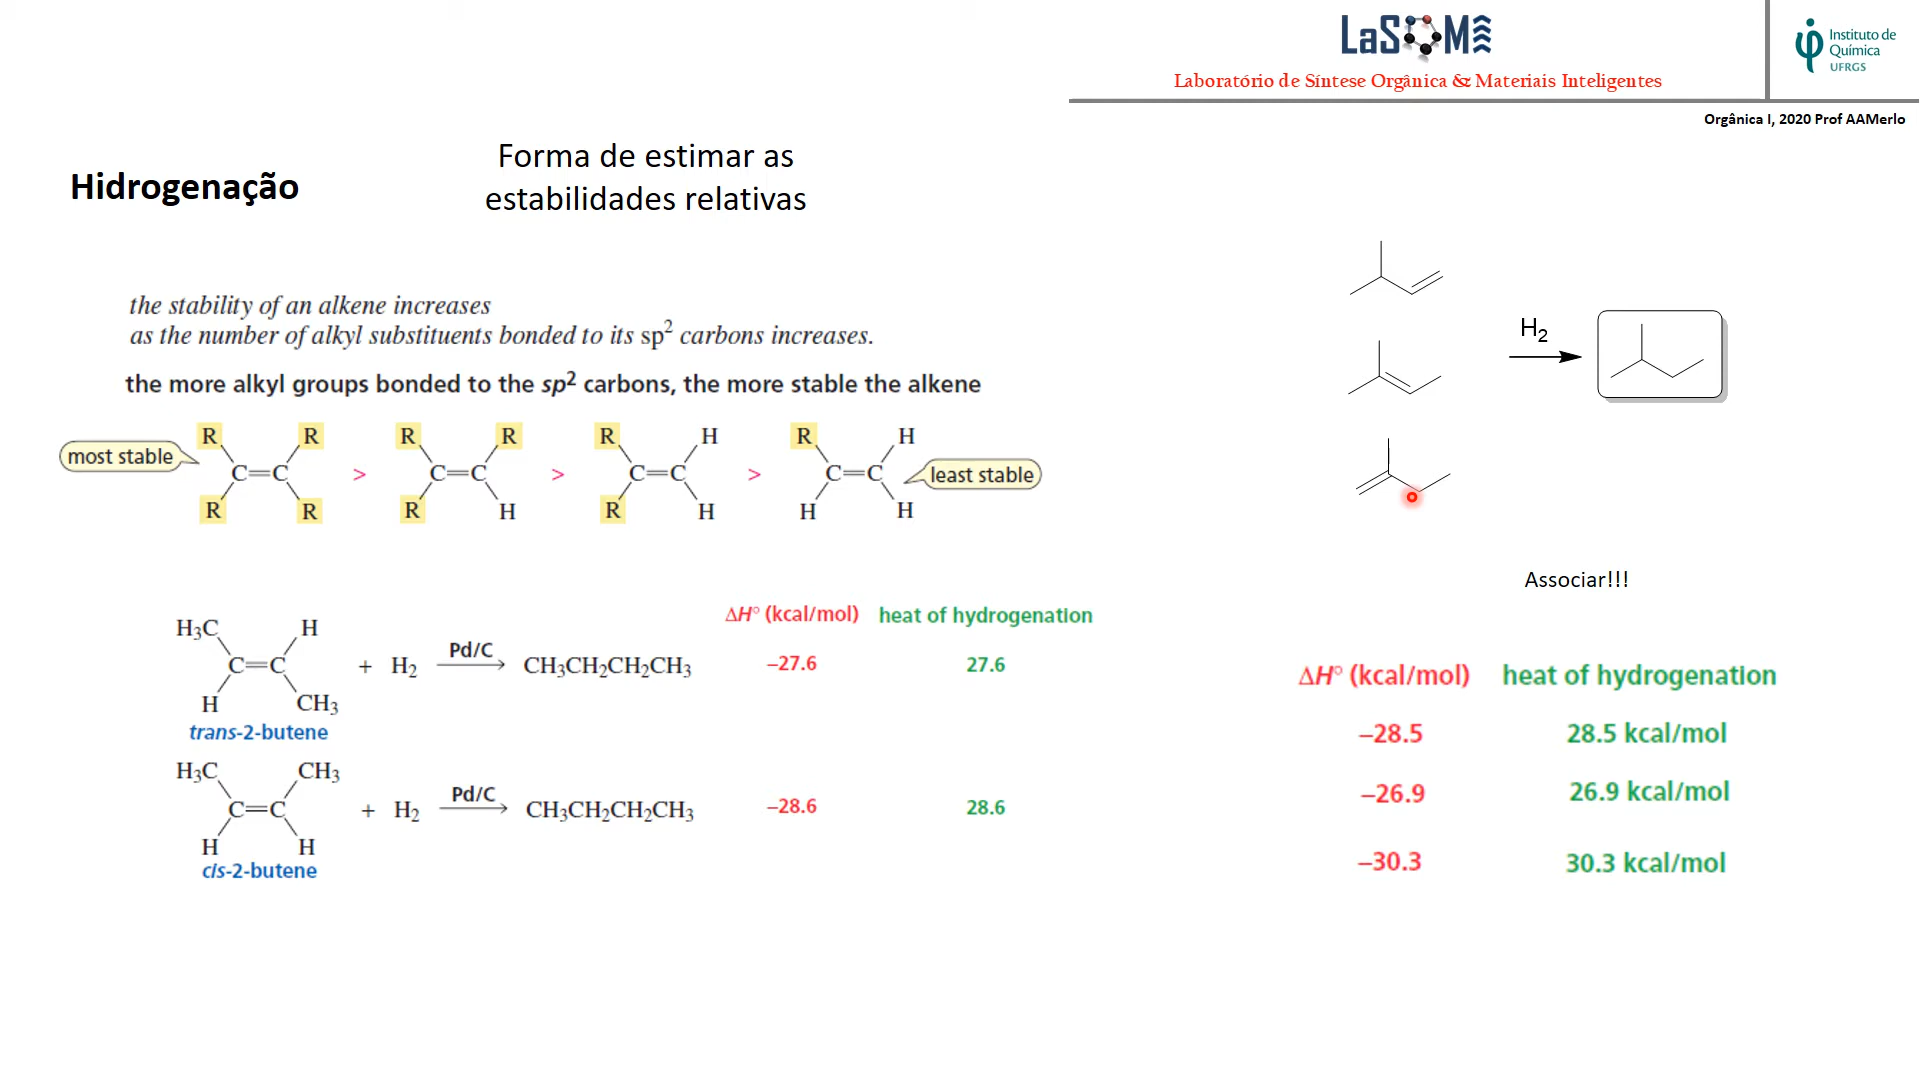 LaSOMI
Laboratório de Síntese Orgânica & Materiais Inteligentes
Instituto de
Química
UFRGS
Orgânica I, 2020 Prof AAMerlo
Forma de estimar as
estabilidades relativas
Hidrogenação
the stability of an alkene increases
as the number of alkyl substituents bonded to its sp² carbons increases.
the more alkyl groups bonded to the sp² carbons, the more stable the alkene
R R R R R H R H
most stable C=C > C=C > C=C > C=C least stable
R R R H R H H H
ΔH° (kcal/mol) heat of hydrogenation
H₃C H
C=C + H₂ Pd/C CH₃CH₂CH₂CH₃ −27.6 27.6
H CH₃
trans-2-butene
H₃C CH₃
C=C + H₂ Pd/C CH₃CH₂CH₂CH₃ −28.6 28.6
H H
cis-2-butene
H₂
Associar!!!
ΔH° (kcal/mol) heat of hydrogenation
−28.5 28.5 kcal/mol
−26.9 26.9 kcal/mol
−30.3 30.3 kcal/mol